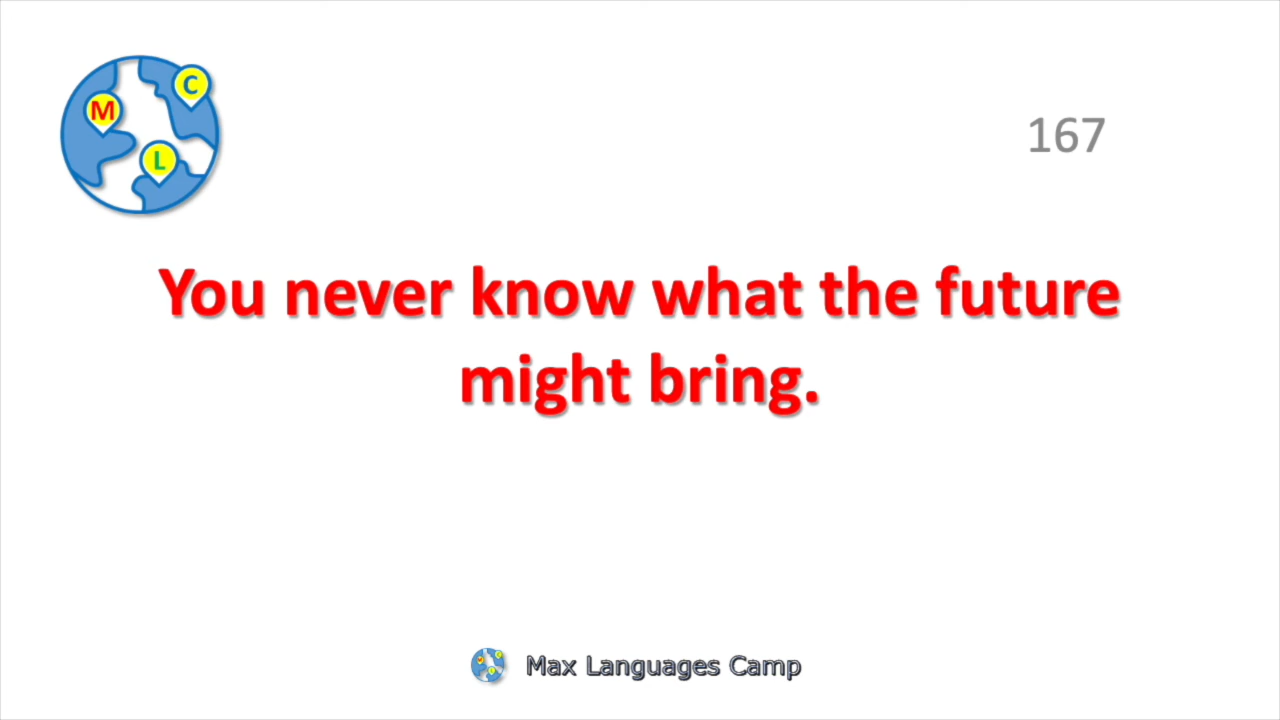 M
C
L
167
You never know what the future
might bring.
Max Languages Camp